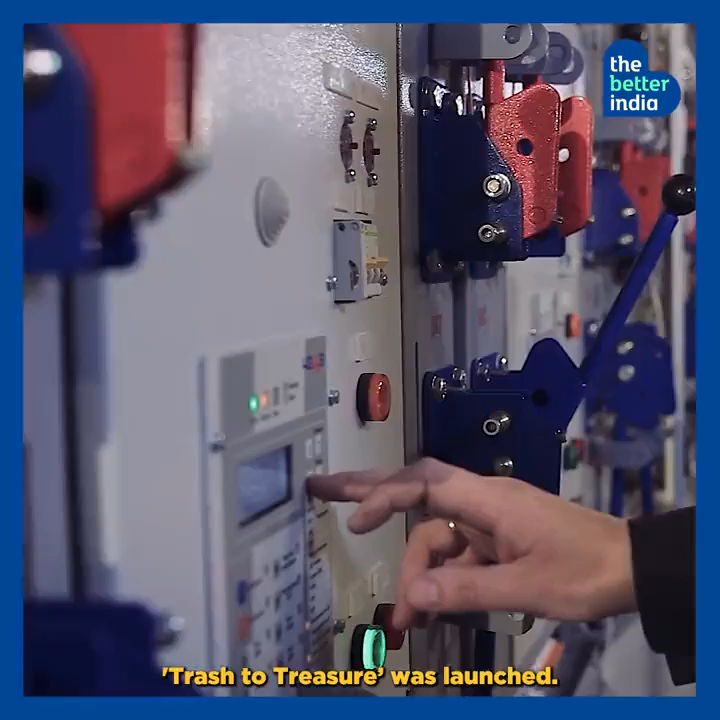 the
better
india
'Trash to Treasure' was launched.